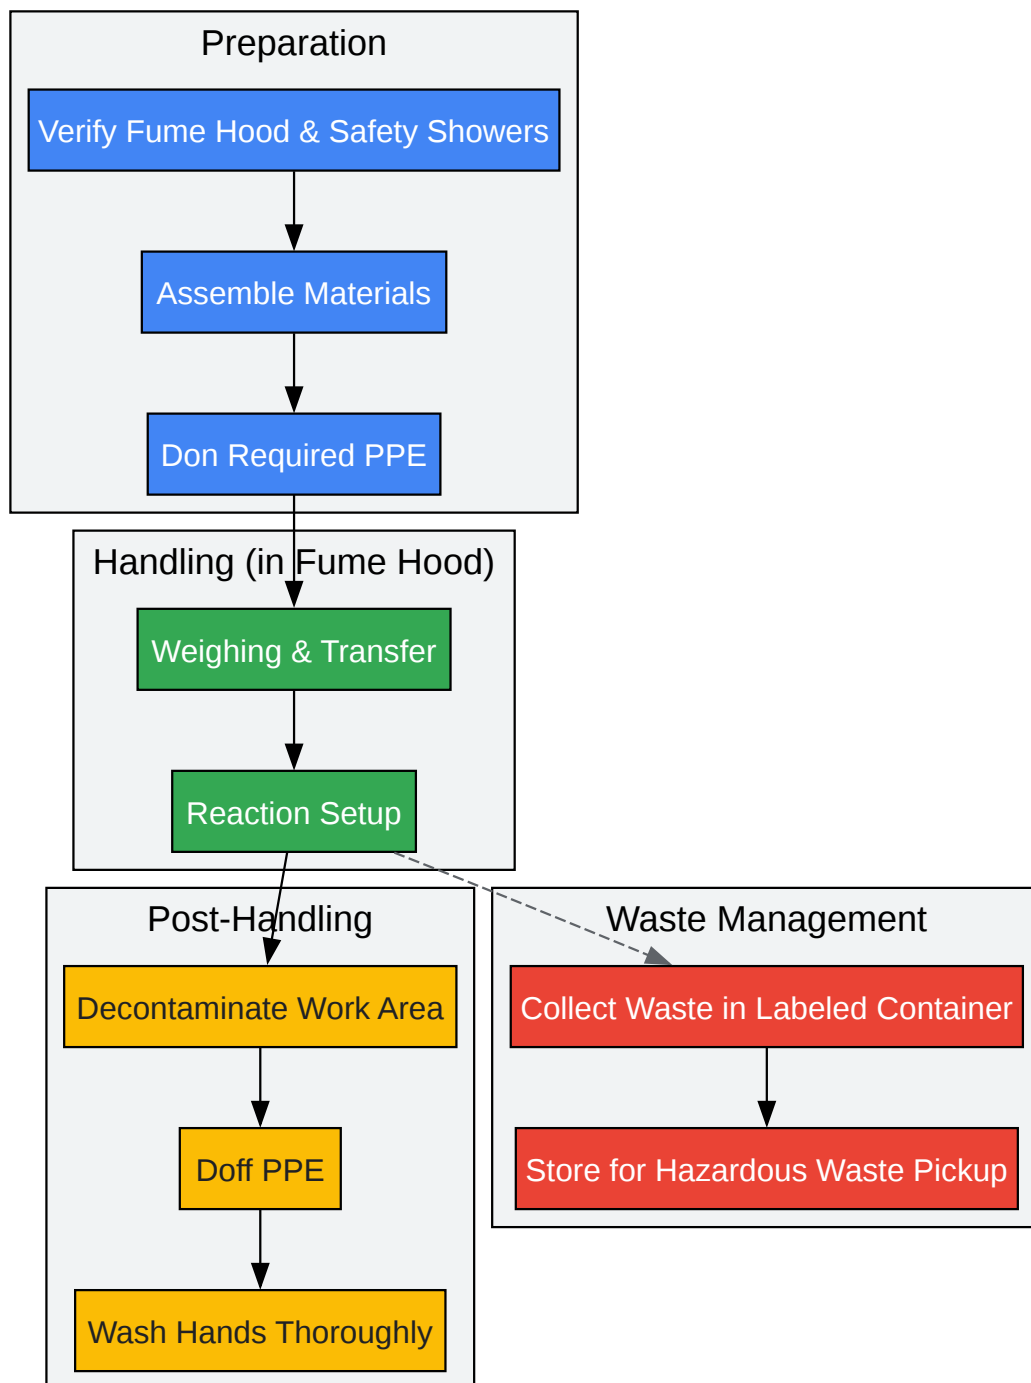 Preparation
Verify Fume Hood & Safety Showers
Assemble Materials
Don Required PPE
Handling (in Fume Hood)
Weighing & Transfer
Reaction Setup
Post-Handling
Decontaminate Work Area
Doff PPE
Wash Hands Thoroughly
Waste Management
Collect Waste in Labeled Container
Store for Hazardous Waste Pickup